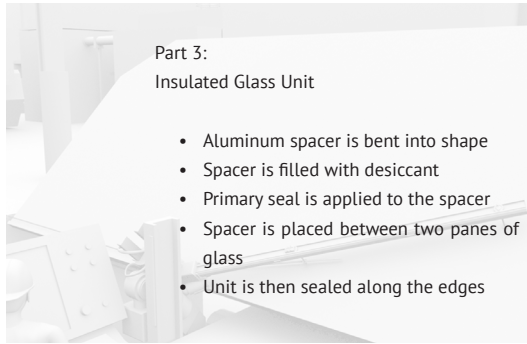 Part 3:
Insulated Glass Unit
• Aluminum spacer is bent into shape
• Spacer is filled with desiccant
• Primary seal is applied to the spacer
• Spacer is placed between two panes of
glass
• Unit is then sealed along the edges